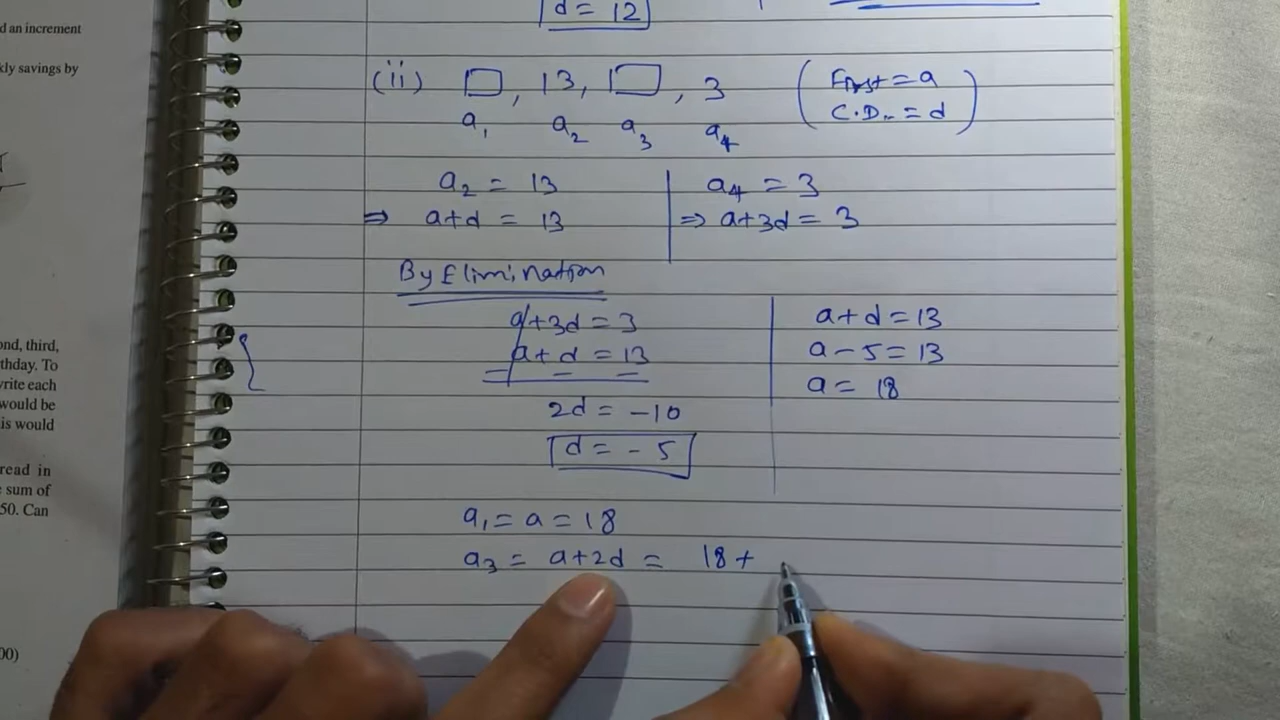 d an increment
kly savings by
ond, third,
thday. To
write each
would be
is would
read in
sum of
50. Can
00)
d = 12
(ii) □, 13, □, 3 (First = a
C.D. = d)
a₁ a₂ a₃ a₄
a₂ = 13 a₄ = 3
⇒ a+d = 13 ⇒ a+3d = 3
By Elimination
a+3d = 3 a+d = 13
a+d = 13 a-5 = 13
- - - a = 18
2d = -10
d = -5
a₁ = a = 18
a₃ = a+2d = 18+